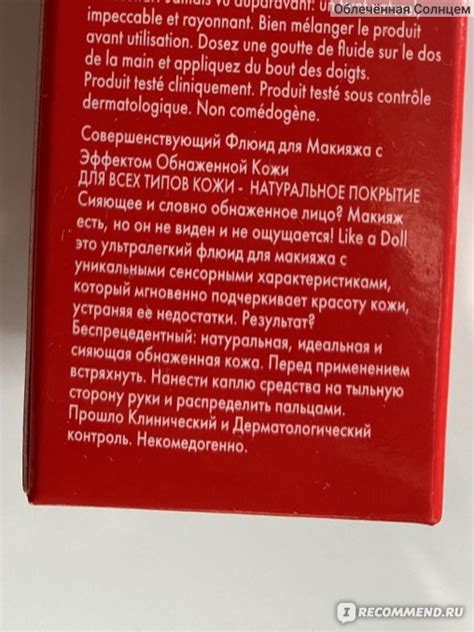 Облечённая Солнцем
Jamais vu auparavant:
impeccable et rayonnant. Bien mélanger le produit
avant utilisation. Dosez une goutte de fluide sur le dos
de la main et appliquez du bout des doigts.
Produit testé cliniquement. Produit testé sous contrôle
dermatologique. Non comédogène.
Совершенствующий Флюид для Макияжа с
Эффектом Обнаженной Кожи
ДЛЯ ВСЕХ ТИПОВ КОЖИ - НАТУРАЛЬНОЕ ПОКРЫТИЕ
Сияющее и словно обнаженное лицо? Макияж
есть, но он не виден и не ощущается! Like a Doll
это ультралегкий флюид для макияжа с
уникальными сенсорными характеристиками,
который мгновенно подчеркивает красоту кожи,
устраняя её недостатки. Результат?
Беспрецедентный: натуральная, идеальная и
сияющая обнаженная кожа. Перед применением
встряхнуть. Нанести каплю средства на тыльную
сторону руки и распределить пальцами.
Прошло Клинический и Дерматологический
контроль. Некомедогенно.
IRECOMMEND.RU